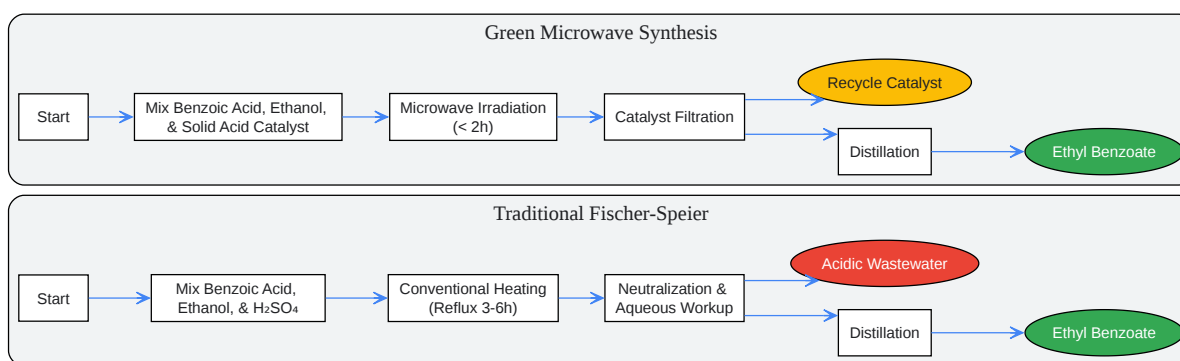 Green Microwave Synthesis
Start
Mix Benzoic Acid, Ethanol,
& Solid Acid Catalyst
Microwave Irradiation
(< 2h)
Catalyst Filtration
Recycle Catalyst
Distillation
Ethyl Benzoate
Traditional Fischer-Speier
Start
Mix Benzoic Acid,
Ethanol, & H₂SO₄
Conventional Heating
(Reflux 3-6h)
Neutralization &
Aqueous Workup
Acidic Wastewater
Distillation
Ethyl Benzoate